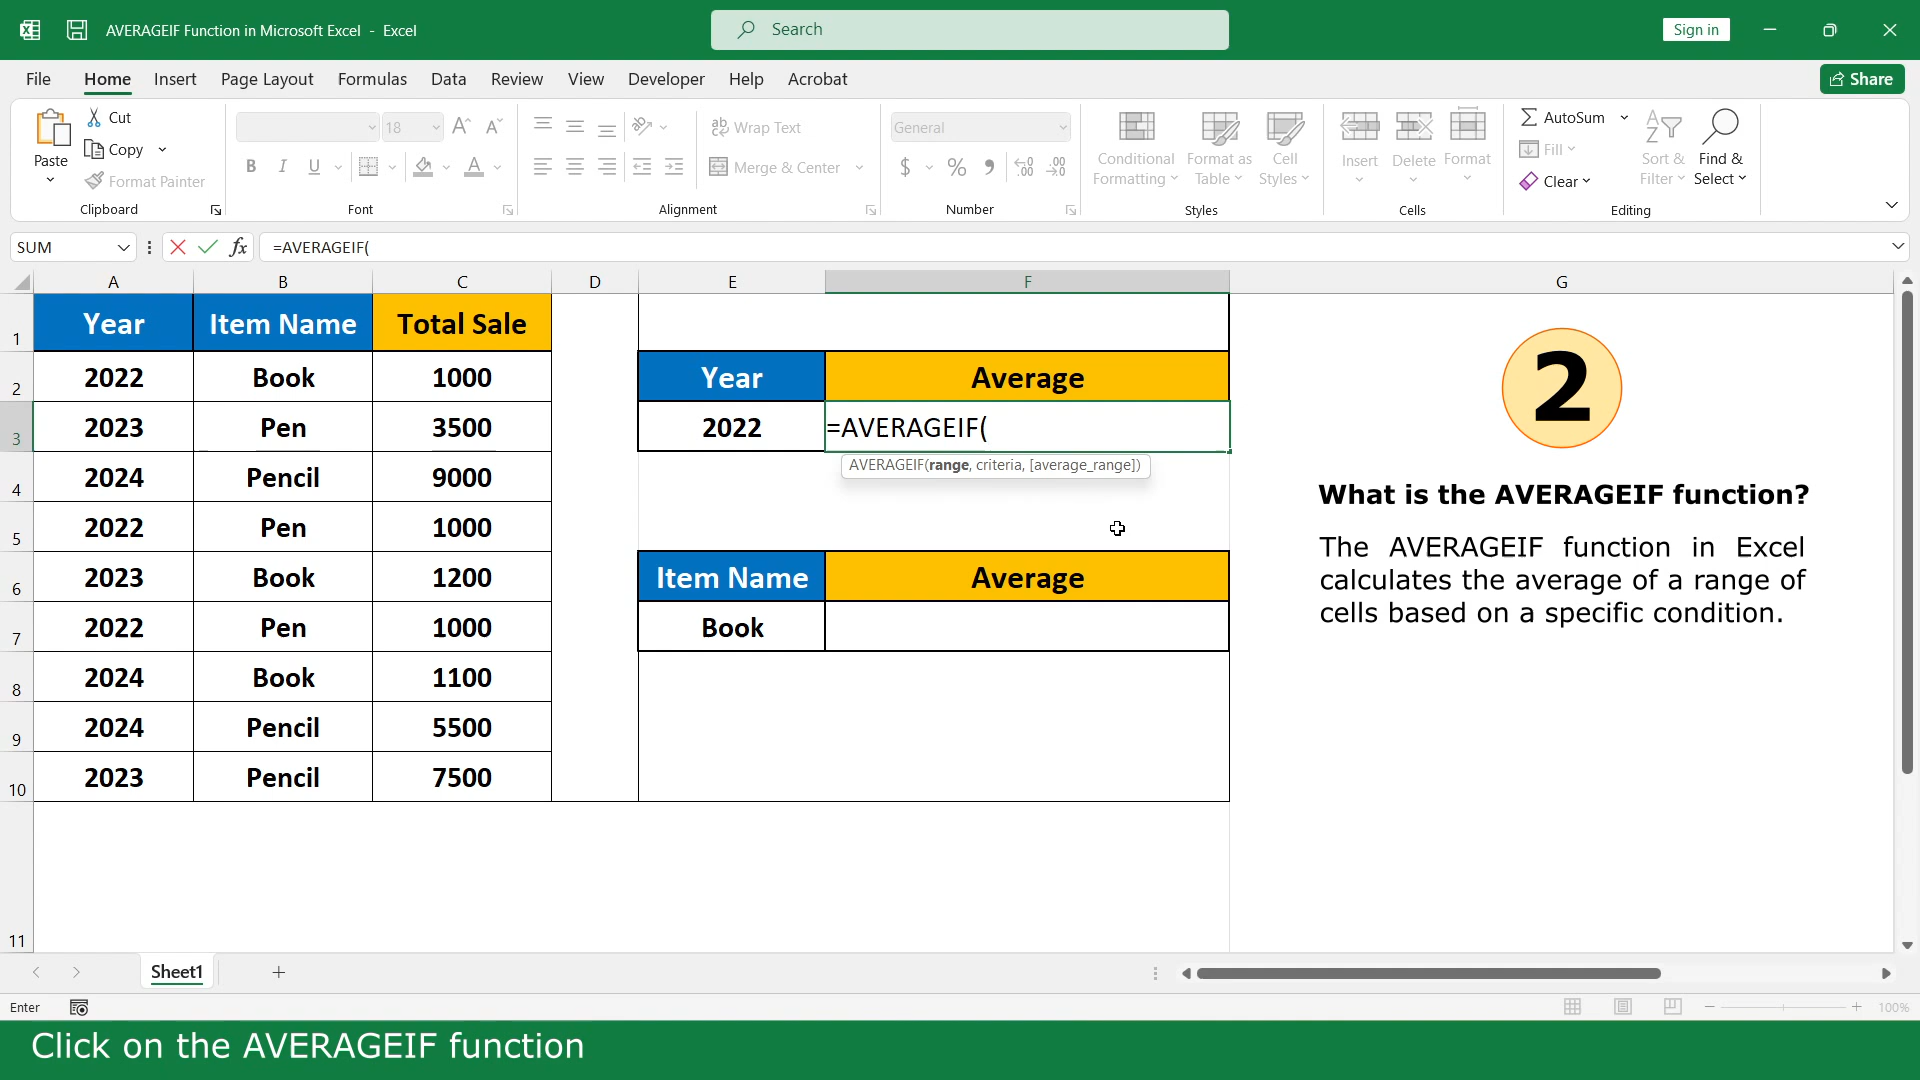 AVERAGEIF Function in Microsoft Excel - Excel
Search
Sign in
File Home Insert Page Layout Formulas Data Review View Developer Help Acrobat
Share
Paste
Cut
Copy
Format Painter
Clipboard
18
B I U
Font
Wrap Text
Merge & Center
Alignment
General
$ % ,
Number
Conditional
Formatting
Format as
Table
Cell
Styles
Styles
Insert
Delete
Format
Cells
AutoSum
Fill
Clear
Sort &
Filter
Find &
Select
Editing
SUM
fx
=AVERAGEIF(
A B C D E F G
1 Year Item Name Total Sale
2 2022 Book 1000 Year Average
3 2023 Pen 3500 2022 =AVERAGEIF(
AVERAGEIF(range, criteria, [average_range])
4 2024 Pencil 9000
5 2022 Pen 1000
6 2023 Book 1200 Item Name Average
7 2022 Pen 1000 Book
8 2024 Book 1100
9 2024 Pencil 5500
10 2023 Pencil 7500
11
2
What is the AVERAGEIF function?
The AVERAGEIF function in Excel
calculates the average of a range of
cells based on a specific condition.
Sheet1
Enter
100%
Click on the AVERAGEIF function